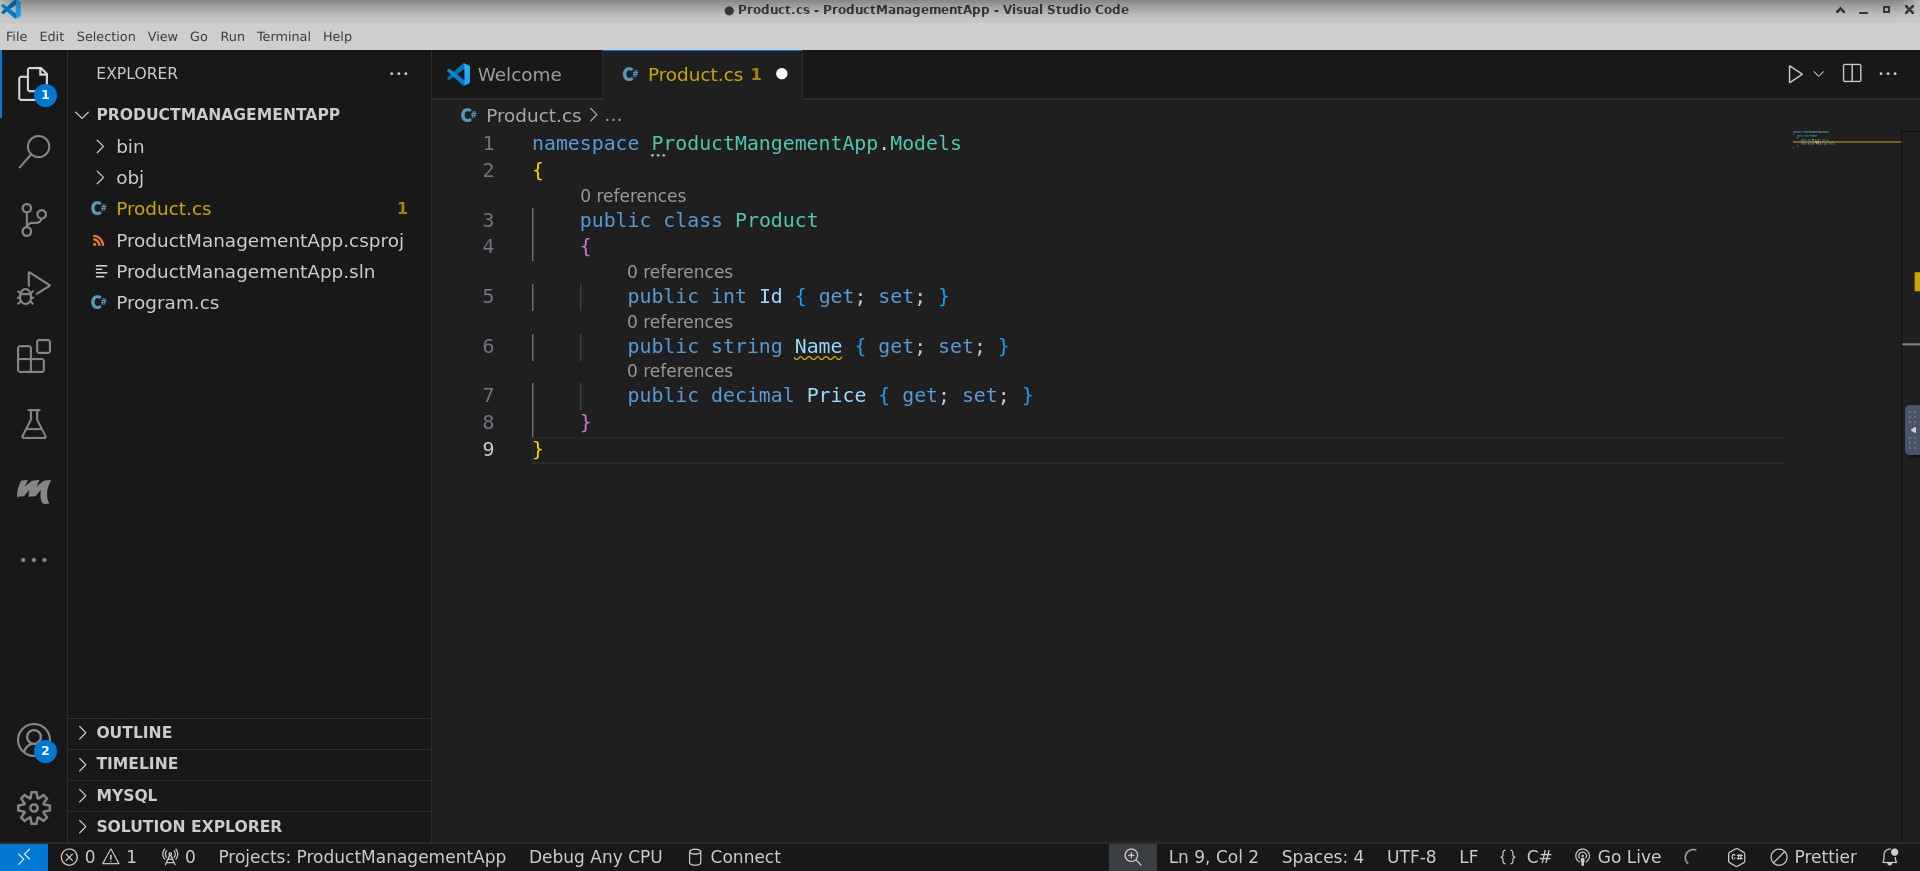 ● Product.cs - ProductManagementApp - Visual Studio Code
File Edit Selection View Go Run Terminal Help
1
2
EXPLORER
PRODUCTMANAGEMENTAPP
bin
obj
C# Product.cs 1
ProductManagementApp.csproj
ProductManagementApp.sln
C# Program.cs
OUTLINE
TIMELINE
MYSQL
SOLUTION EXPLORER
Welcome
C# Product.cs 1
C# Product.cs > ...
1 namespace ProductMangementApp.Models
2 {
0 references
3 public class Product
4 {
0 references
5 public int Id { get; set; }
0 references
6 public string Name { get; set; }
0 references
7 public decimal Price { get; set; }
8 }
9 }
0 1 0 Projects: ProductManagementApp Debug Any CPU Connect Ln 9, Col 2 Spaces: 4 UTF-8 LF {} C# Go Live Prettier